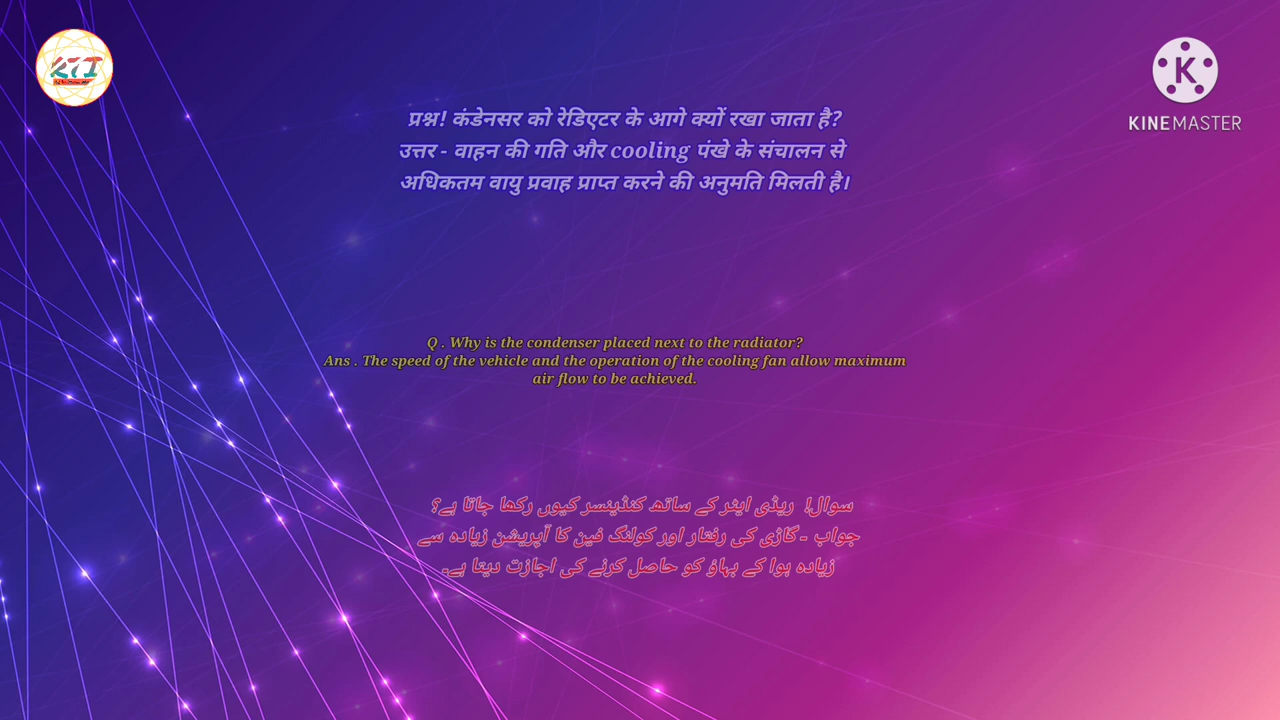 KTI
KINEMASTER
प्रश्न! कंडेनसर को रेडिएटर के आगे क्यों रखा जाता है?
उत्तर - वाहन की गति और cooling पंखे के संचालन से
अधिकतम वायु प्रवाह प्राप्त करने की अनुमति मिलती है।
Q . Why is the condenser placed next to the radiator?
Ans . The speed of the vehicle and the operation of the cooling fan allow maximum
air flow to be achieved.
سوال! ریڈی ایٹر کے ساتھ کنڈینسر کیوں رکھا جاتا ہے؟
جواب - گاڑی کی رفتار اور کولنگ فین کا آپریشن زیادہ سے
زیادہ ہوا کے بہاؤ کو حاصل کرنے کی اجازت دیتا ہے۔